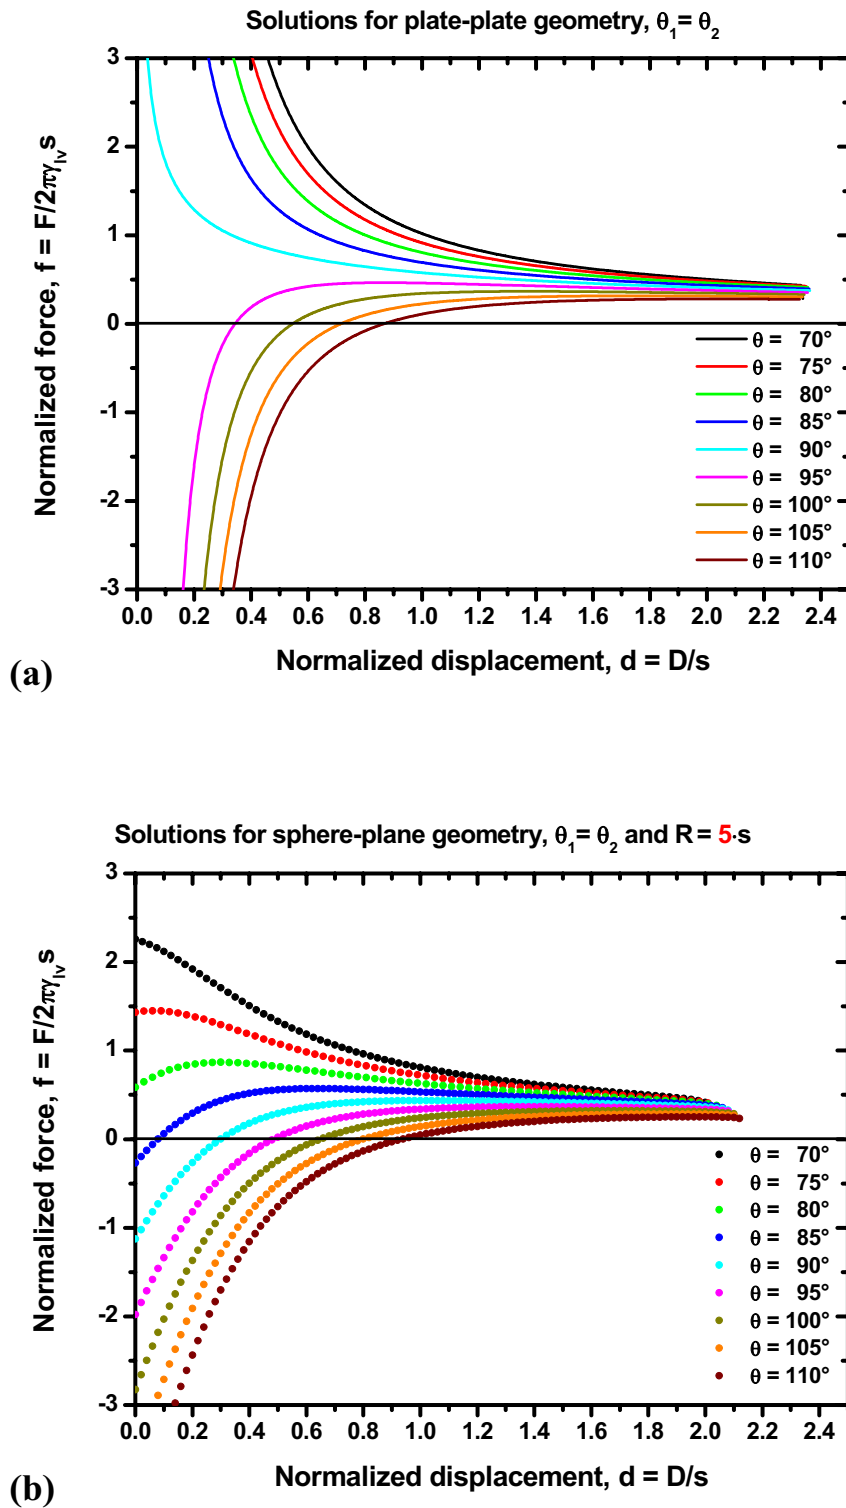 Solutions for plate-plate geometry, θ₁= θ₂
Normalized force, f = F/2πγ_lv s
3
2
1
0
-1
-2
-3
θ = 70°
θ = 75°
θ = 80°
θ = 85°
θ = 90°
θ = 95°
θ = 100°
θ = 105°
θ = 110°
0.0 0.2 0.4 0.6 0.8 1.0 1.2 1.4 1.6 1.8 2.0 2.2 2.4
Normalized displacement, d = D/s
(a)
Solutions for sphere-plane geometry, θ₁= θ₂ and R = 5·s
Normalized force, f = F/2πγ_lv s
3
2
1
0
-1
-2
-3
θ = 70°
θ = 75°
θ = 80°
θ = 85°
θ = 90°
θ = 95°
θ = 100°
θ = 105°
θ = 110°
0.0 0.2 0.4 0.6 0.8 1.0 1.2 1.4 1.6 1.8 2.0 2.2 2.4
Normalized displacement, d = D/s
(b)